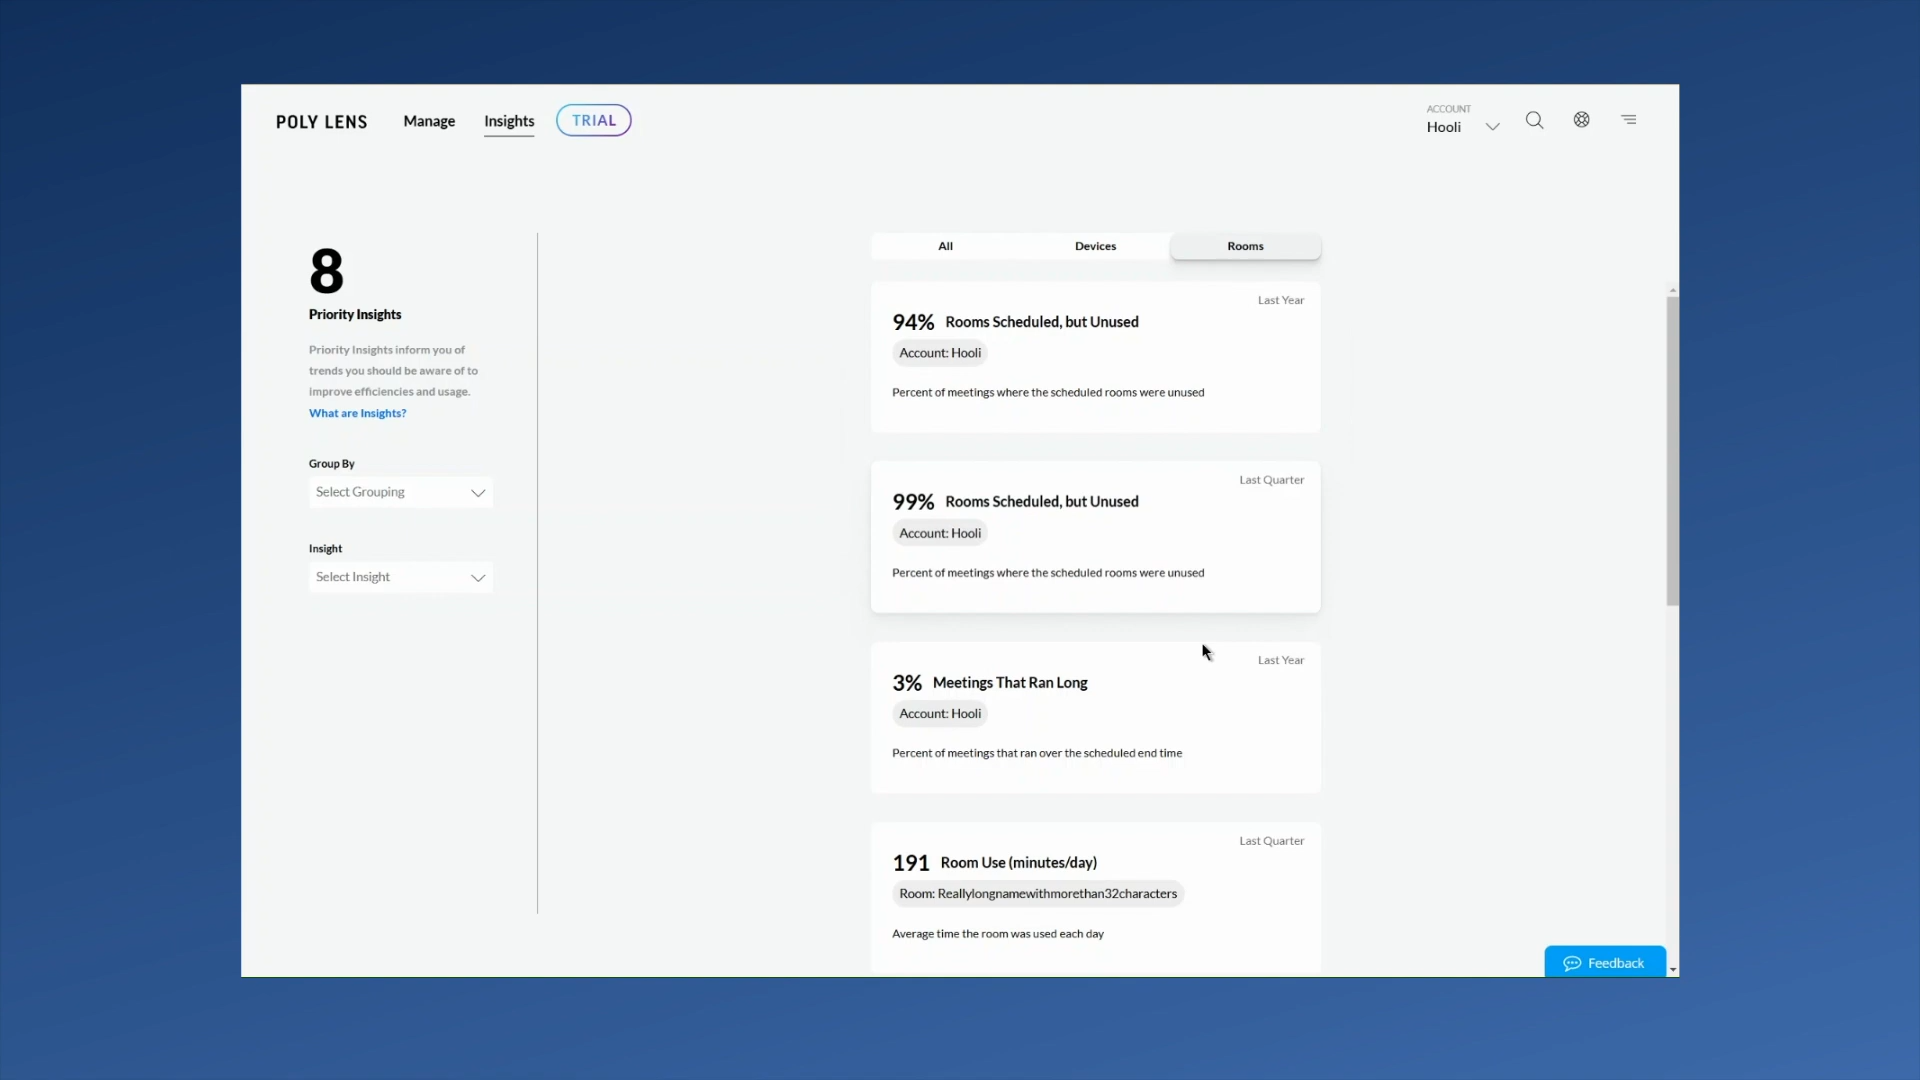 POLY LENS
Manage
Insights
TRIAL
ACCOUNT
Hooli
8
Priority Insights
Priority Insights inform you of
trends you should be aware of to
improve efficiencies and usage.
What are Insights?
Group By
Select Grouping
Insight
Select Insight
All
Devices
Rooms
Last Year
94% Rooms Scheduled, but Unused
Account: Hooli
Percent of meetings where the scheduled rooms were unused
Last Quarter
99% Rooms Scheduled, but Unused
Account: Hooli
Percent of meetings where the scheduled rooms were unused
Last Year
3% Meetings That Ran Long
Account: Hooli
Percent of meetings that ran over the scheduled end time
Last Quarter
191 Room Use (minutes/day)
Room: Reallylongnamewithmorethan32characters
Average time the room was used each day
Feedback